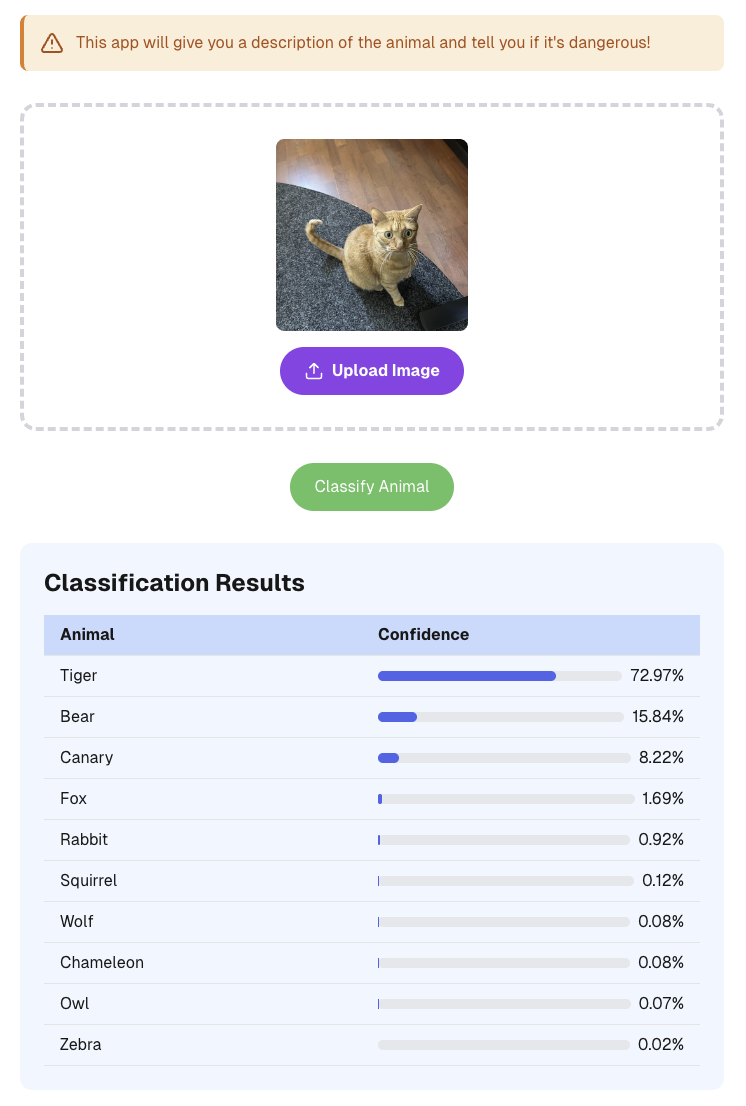 This app will give you a description of the animal and tell you if it's dangerous!
Upload Image
Classify Animal
Classification Results
Animal Confidence
Tiger 72.97%
Bear 15.84%
Canary 8.22%
Fox 1.69%
Rabbit 0.92%
Squirrel 0.12%
Wolf 0.08%
Chameleon 0.08%
Owl 0.07%
Zebra 0.02%